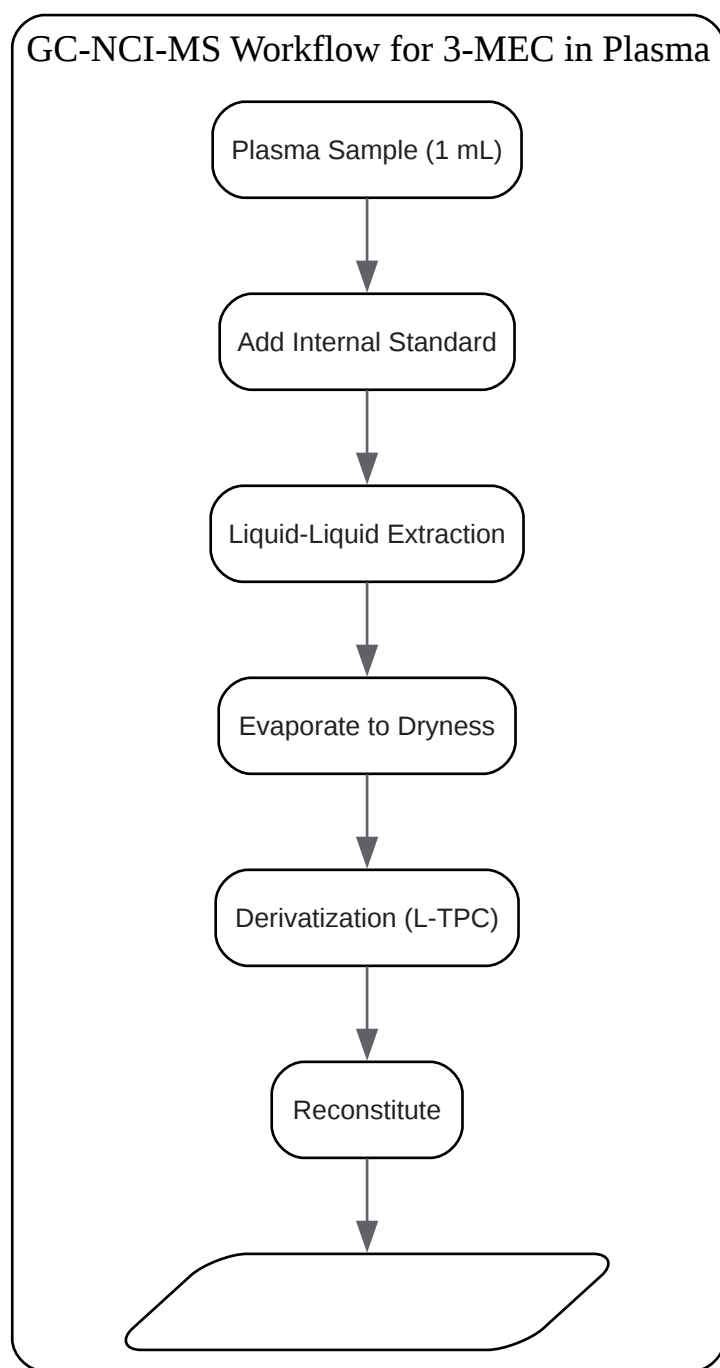 GC-NCI-MS Workflow for 3-MEC in Plasma
Plasma Sample (1 mL)
Add Internal Standard
Liquid-Liquid Extraction
Evaporate to Dryness
Derivatization (L-TPC)
Reconstitute